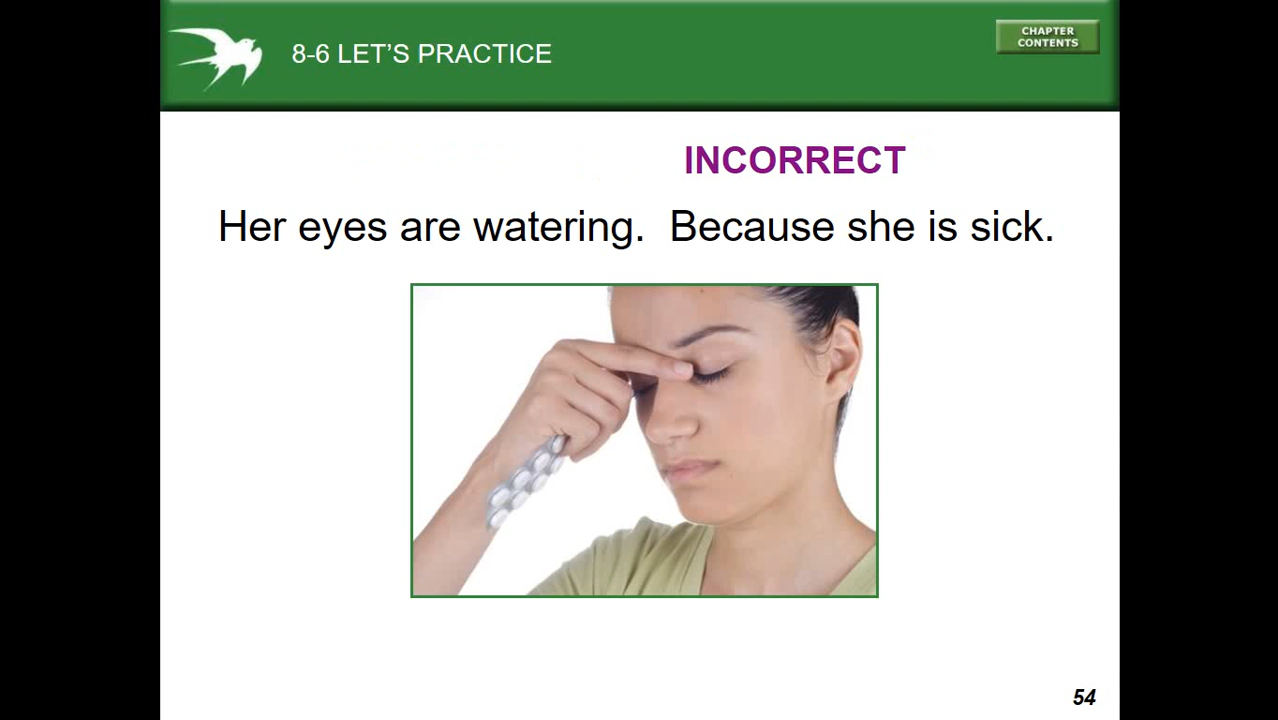 8-6 LET’S PRACTICE
CHAPTER
CONTENTS
INCORRECT
Her eyes are watering.  Because she is sick.
54